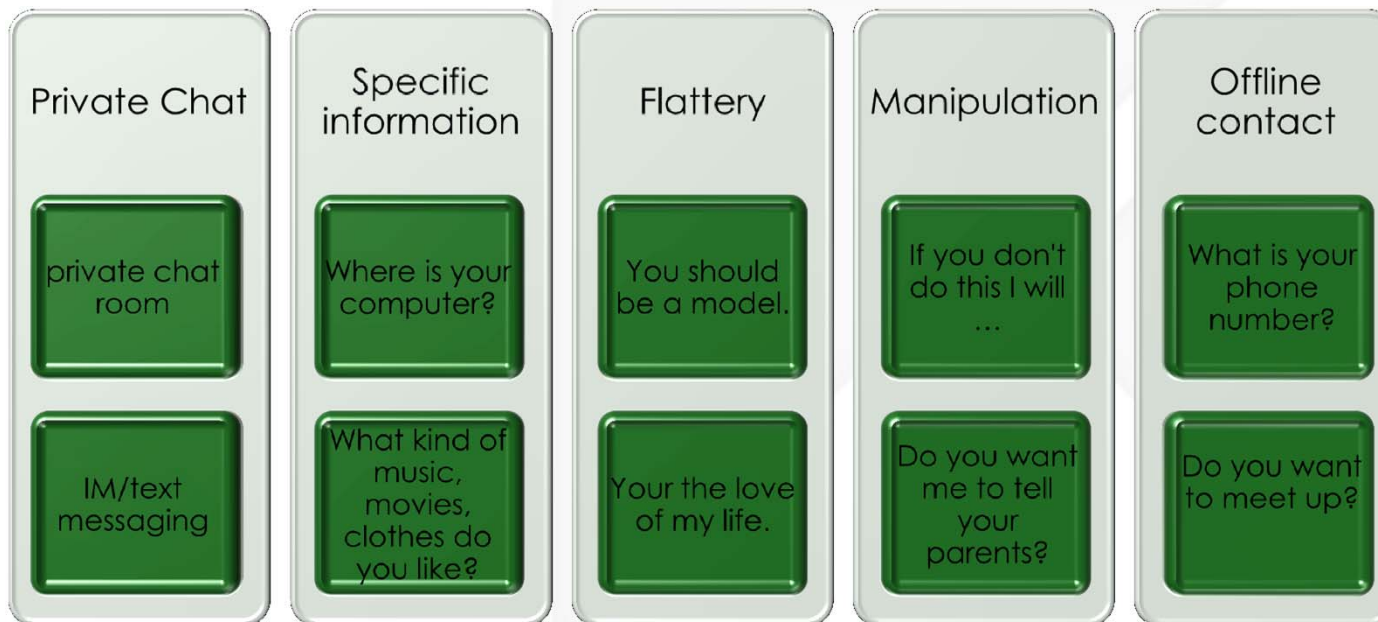 Private Chat
private chat
room
IM/text
messaging
Specific
information
Where is your
computer?
What kind of
music,
movies,
clothes do
you like?
Flattery
You should
be a model.
Your the love
of my life.
Manipulation
If you don't
do this I will
...
Do you want
me to tell
your
parents?
Offline
contact
What is your
phone
number?
Do you want
to meet up?